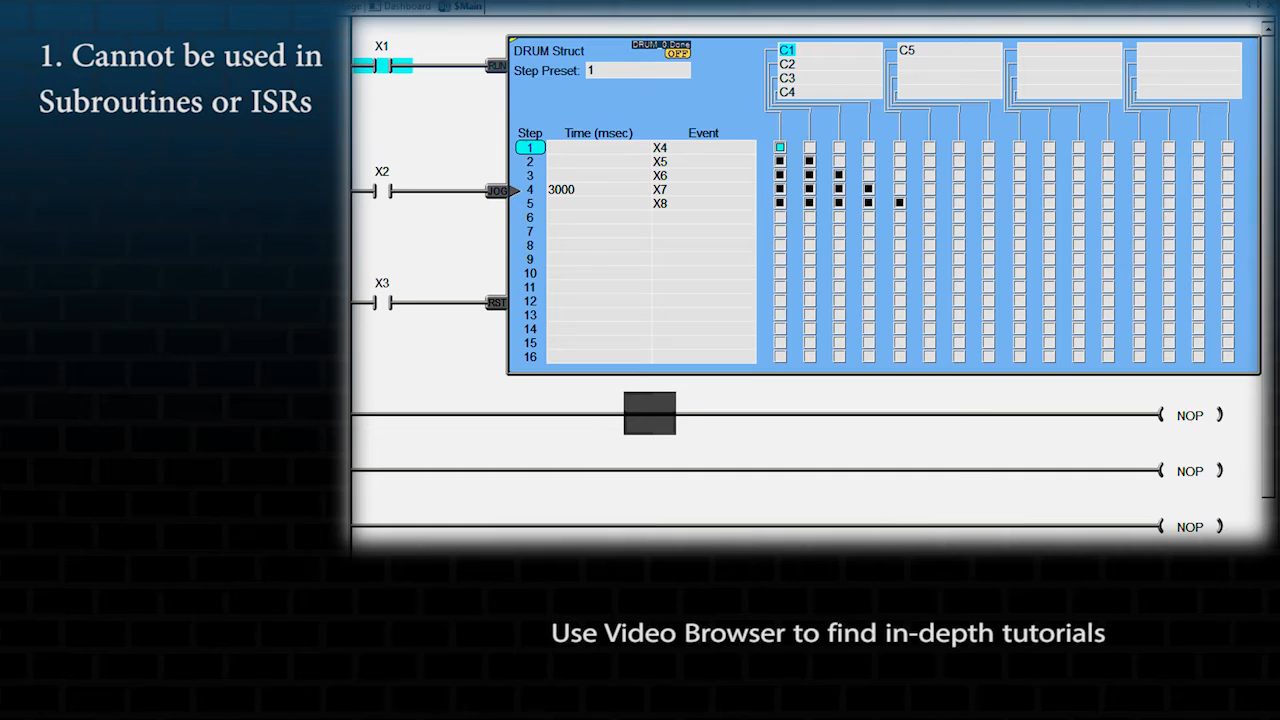 Dashboard $Main
1. Cannot be used in
Subroutines or ISRs
X1
RUN
X2
JOG
X3
RST
DRUM Struct
DRUM_0.Done
OFF
Step Preset: 1
C1
C2
C3
C4
C5
Step Time (msec) Event
1 X4
2 X5
3 X6
4 3000 X7
5 X8
6
7
8
9
10
11
12
13
14
15
16
NOP
NOP
NOP
Use Video Browser to find in-depth tutorials